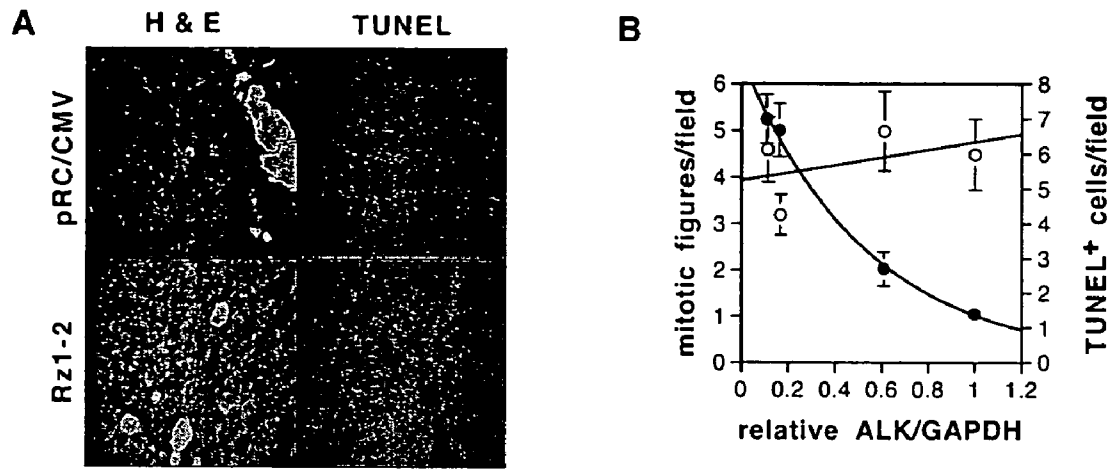 A
H & E
TUNEL
pRC/CMV
Rz1-2
B
mitotic figures/field
6
5
4
3
2
1
0
8
7
6
5
4
3
2
1
0
TUNEL+ cells/field
0 0.2 0.4 0.6 0.8 1 1.2
relative ALK/GAPDH